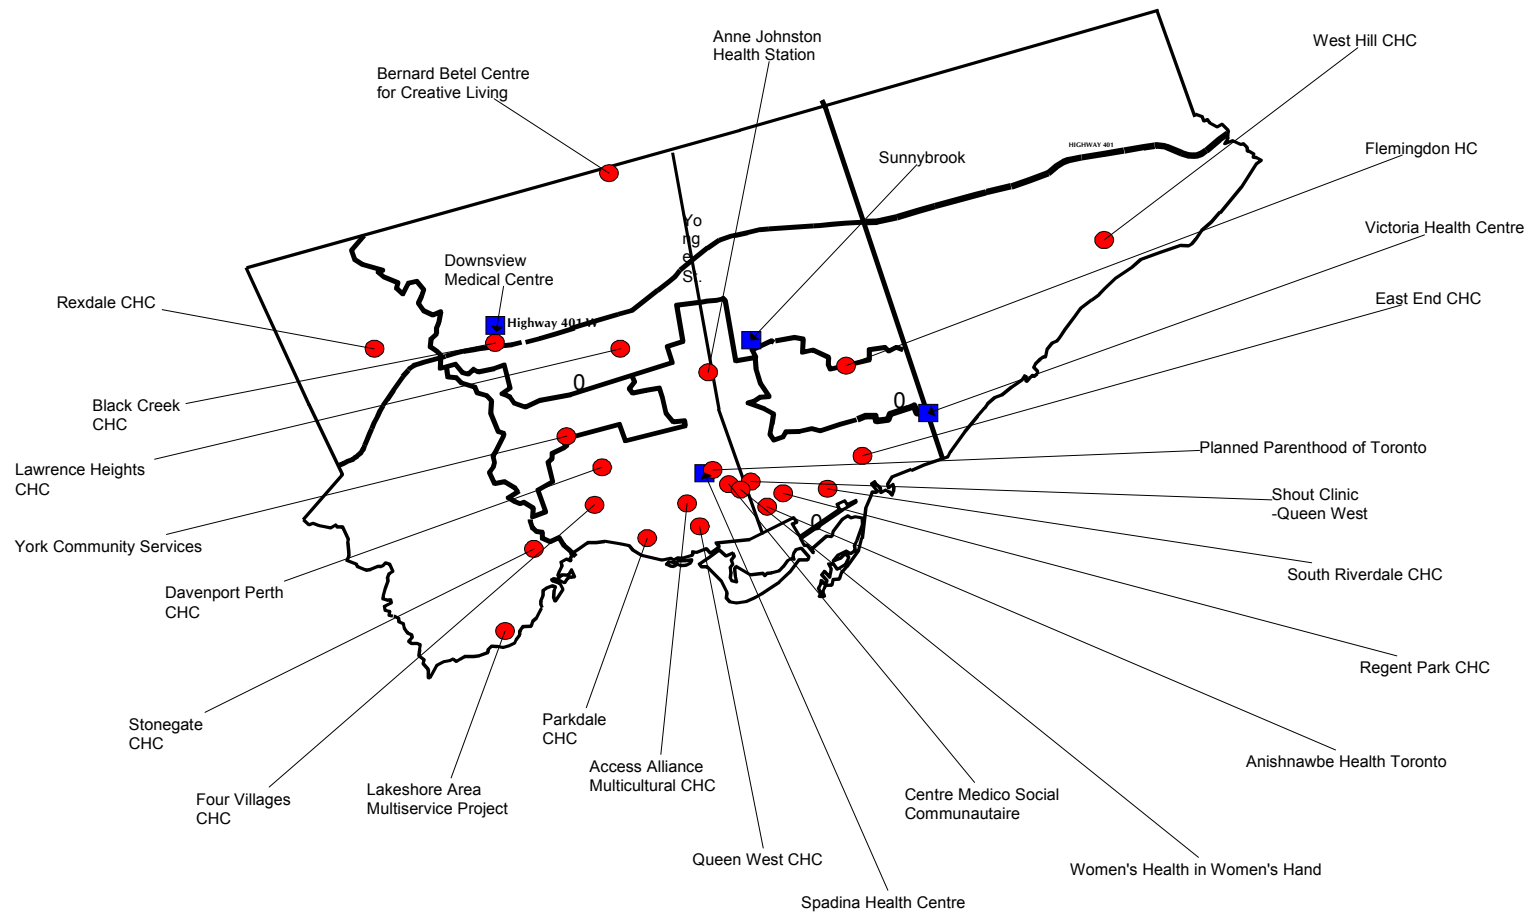 Anne Johnston
Health Station
West Hill CHC
Bernard Betel Centre
for Creative Living
HIGHWAY 401
Flemingdon HC
Sunnybrook
Yo
ng
e
St.
Victoria Health Centre
Downsview
Medical Centre
Rexdale CHC
East End CHC
Highway 401 W
0
0
Black Creek
CHC
Planned Parenthood of Toronto
Lawrence Heights
CHC
Shout Clinic
-Queen West
0
York Community Services
South Riverdale CHC
Davenport Perth
CHC
Regent Park CHC
Stonegate
CHC
Parkdale
CHC
Anishnawbe Health Toronto
Access Alliance
Multicultural CHC
Four Villages
CHC
Lakeshore Area
Multiservice Project
Centre Medico Social
Communautaire
Queen West CHC
Women's Health in Women's Hand
Spadina Health Centre